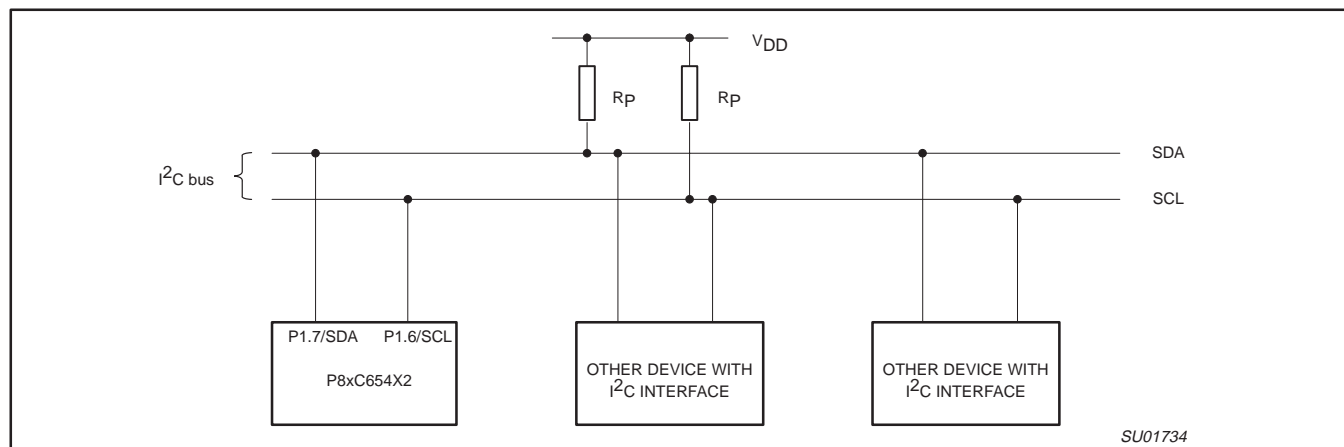 VDD
RP RP
SDA
I2C bus
SCL
P1.7/SDA P1.6/SCL
P8xC654X2
OTHER DEVICE WITH
I2C INTERFACE
OTHER DEVICE WITH
I2C INTERFACE
SU01734